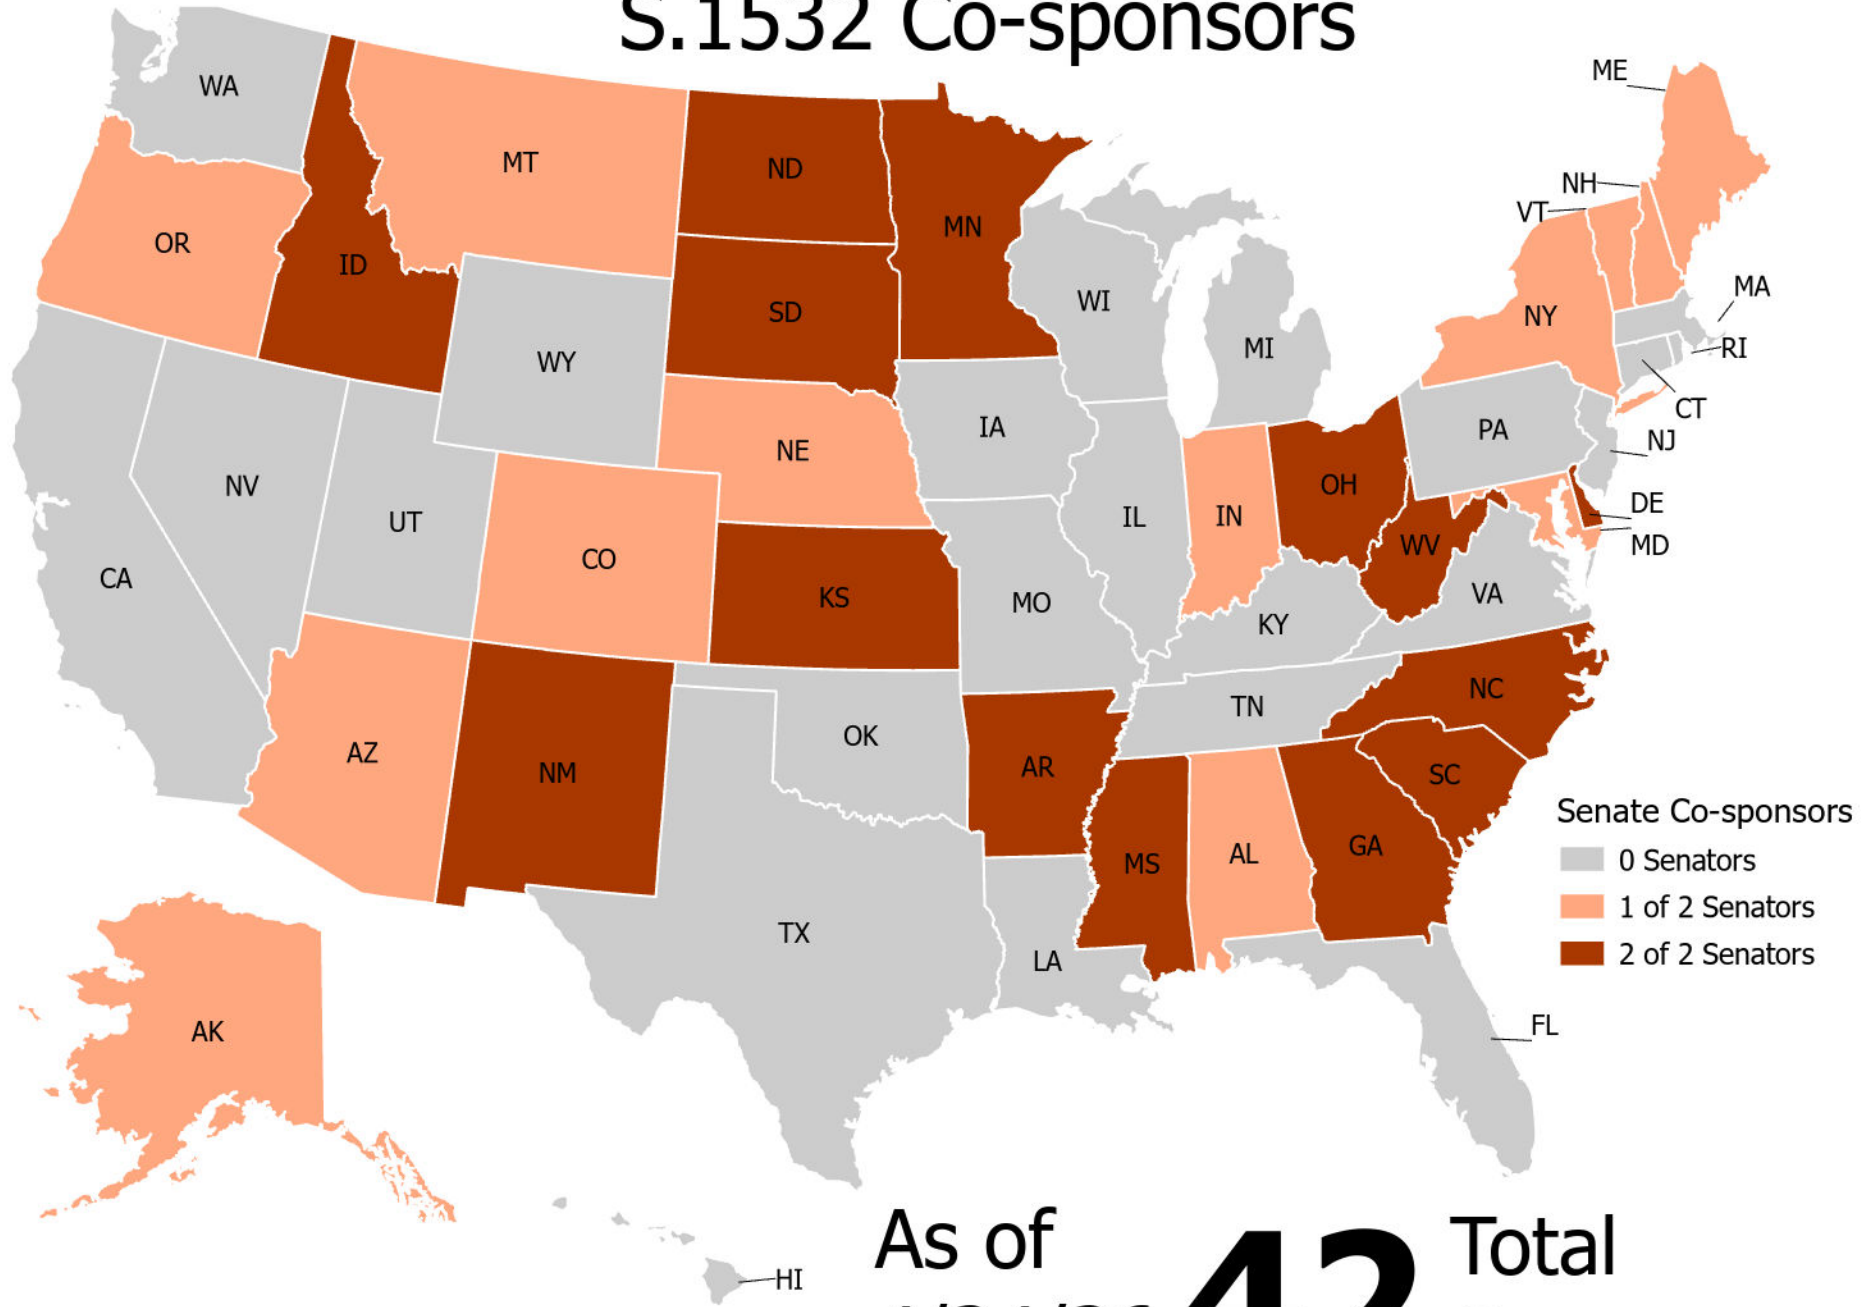 S.1532 Co-sponsors
WA
ME
MT
ND
NH
MN
VT
OR
ID
MA
SD
WI
NY
MI
RI
WY
CT
IA
PA
NJ
NE
NV
OH
DE
UT
IL
IN
MD
CO
WV
CA
KS
MO
VA
KY
NC
TN
OK
AZ
NM
AR
SC
Senate Co-sponsors
GA
MS
AL
0 Senators
1 of 2 Senators
TX
LA
2 of 2 Senators
FL
AK
As of
42
Total
HI